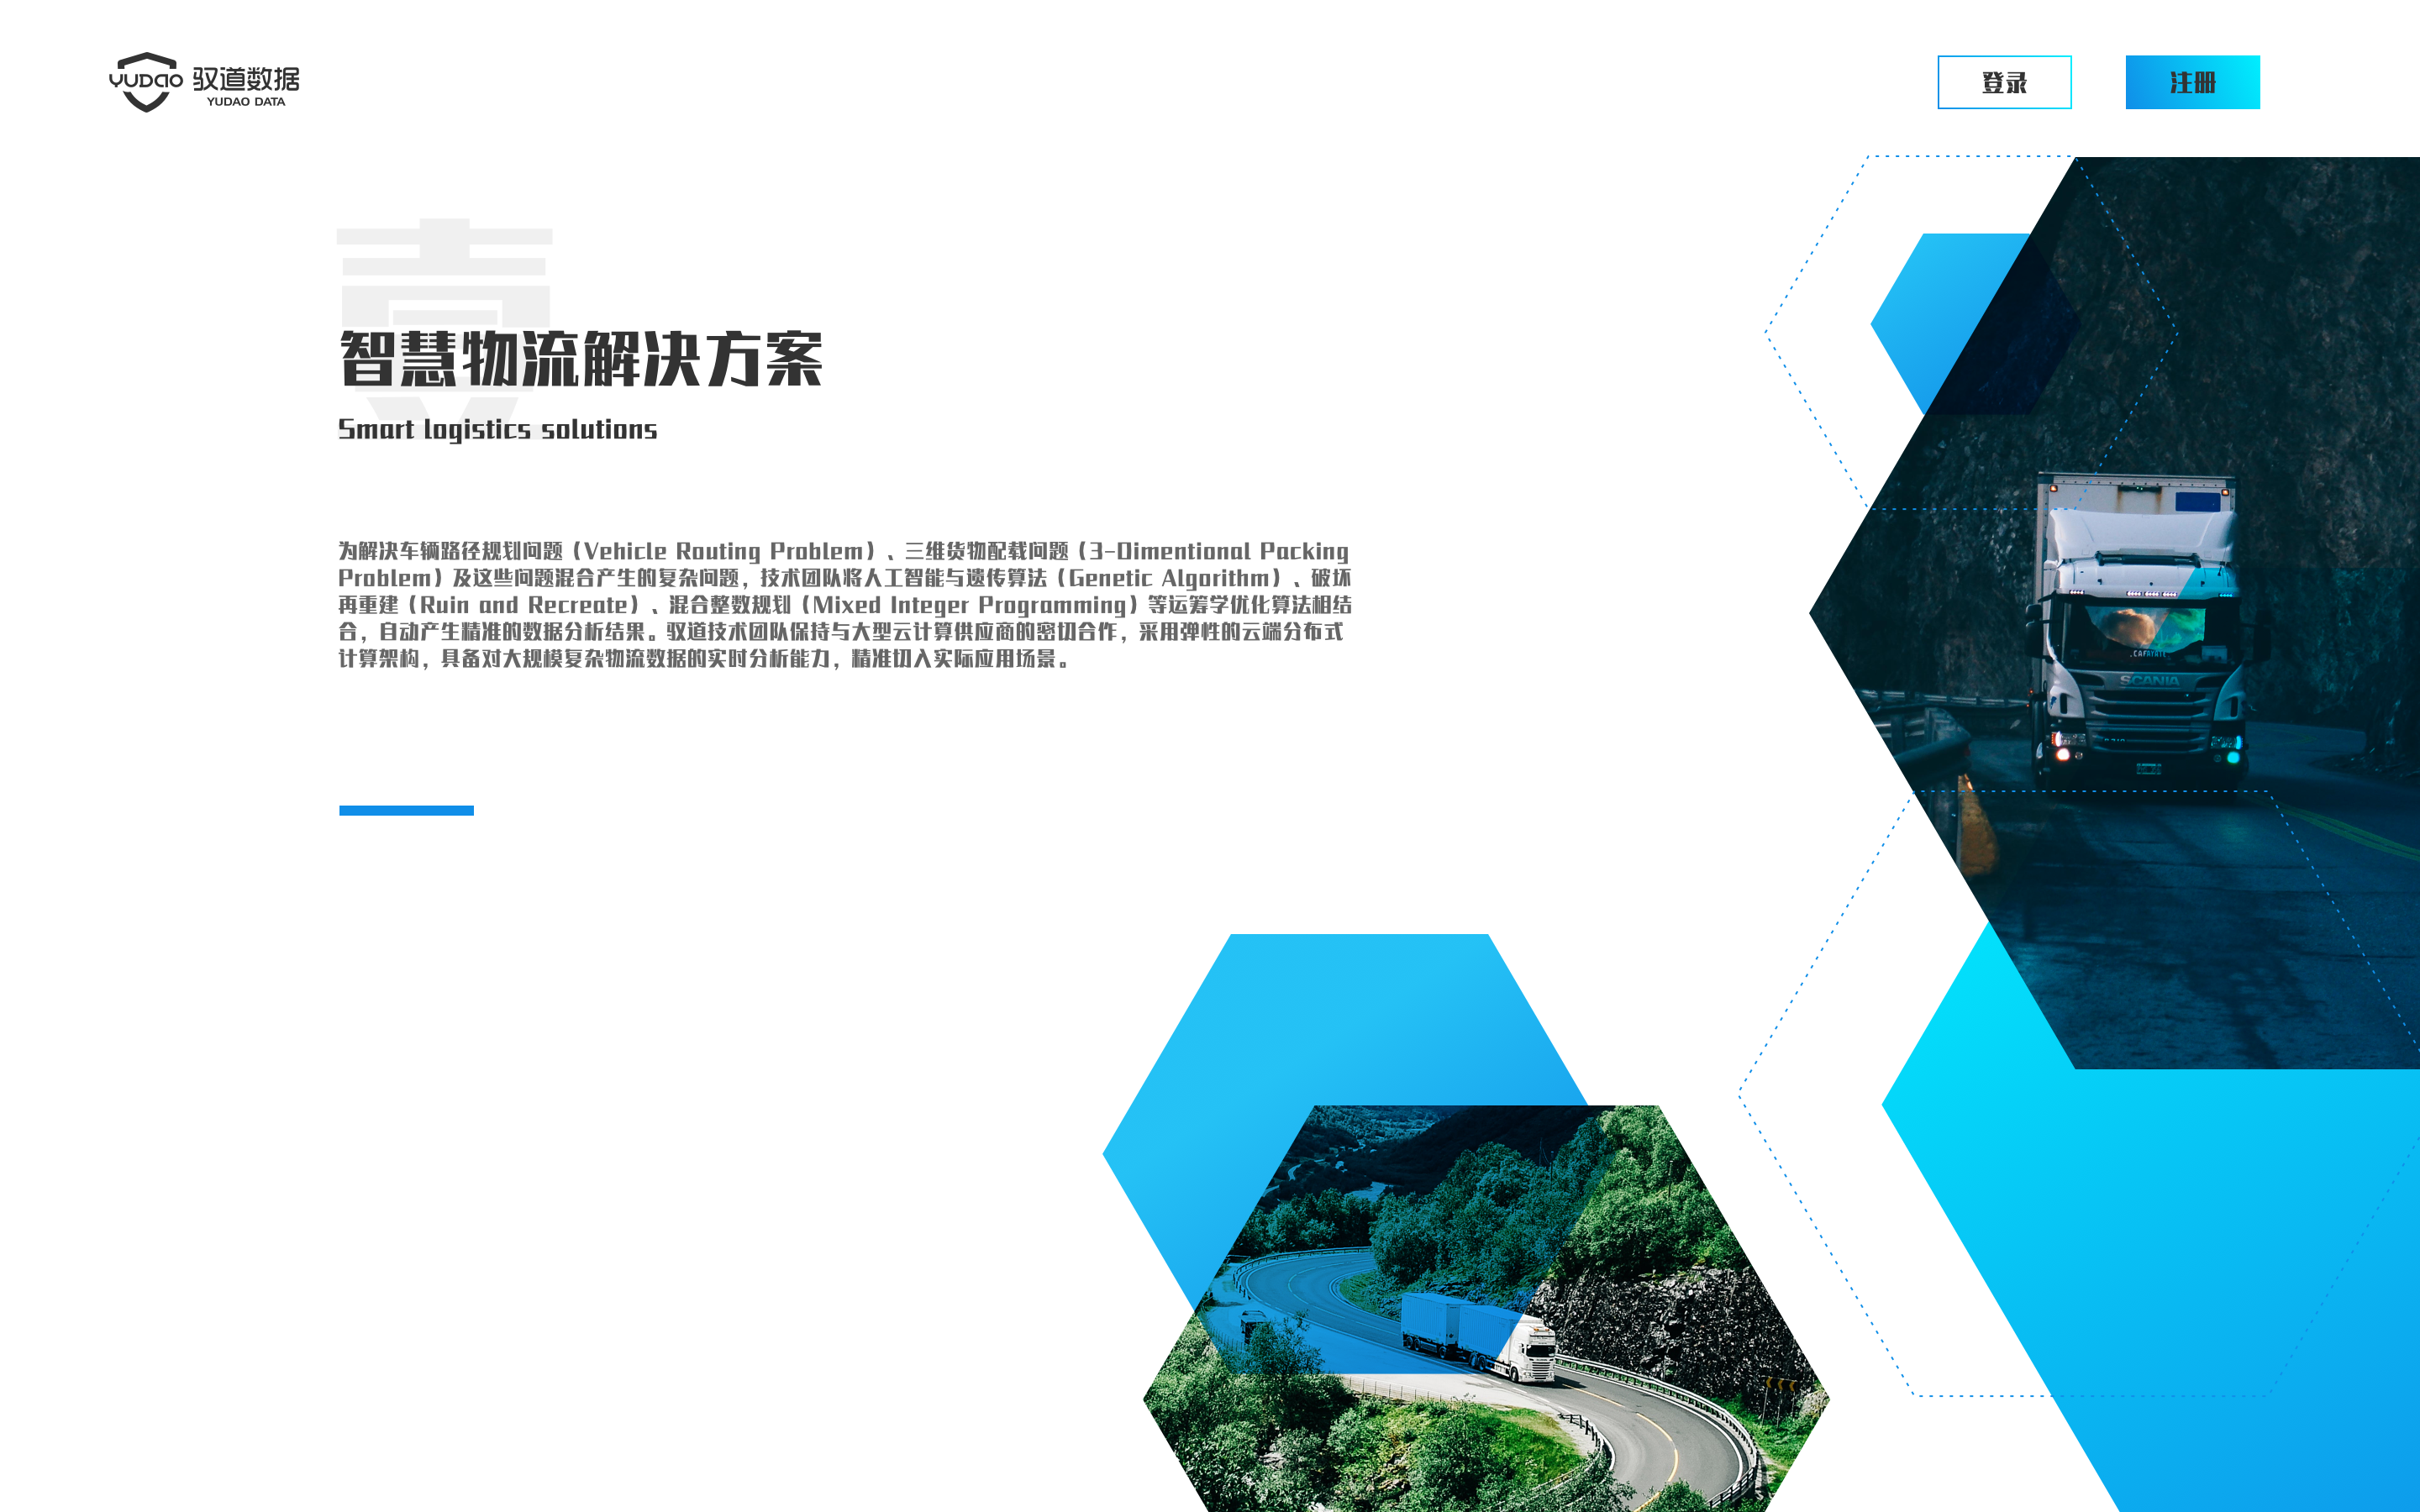 YUDAO 驭道数据
YUDAO DATA
登录
注册
壹
智慧物流解决方案
Smart logistics solutions
为解决车辆路径规划问题（Vehicle Routing Problem）、三维货物配载问题（3-Dimentional Packing
Problem）及这些问题混合产生的复杂问题，技术团队将人工智能与遗传算法（Genetic Algorithm）、破坏
再重建（Ruin and Recreate）、混合整数规划（Mixed Integer Programming）等运筹学优化算法相结
合，自动产生精准的数据分析结果。驭道技术团队保持与大型云计算供应商的密切合作，采用弹性的云端分布式
计算架构，具备对大规模复杂物流数据的实时分析能力，精准切入实际应用场景。
SCANIA